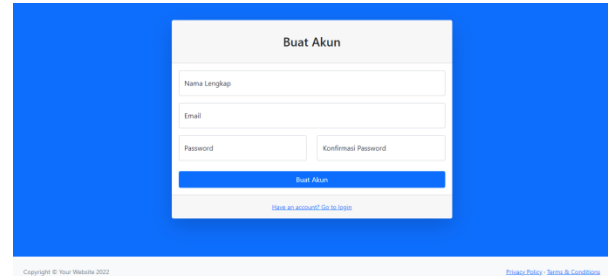 Buat Akun
Nama Lengkap
Email
Password Konfirmasi Password
Buat Akun
Have an account? Go to login
Copyright © Your Website 2022 Privacy Policy · Terms & Conditions